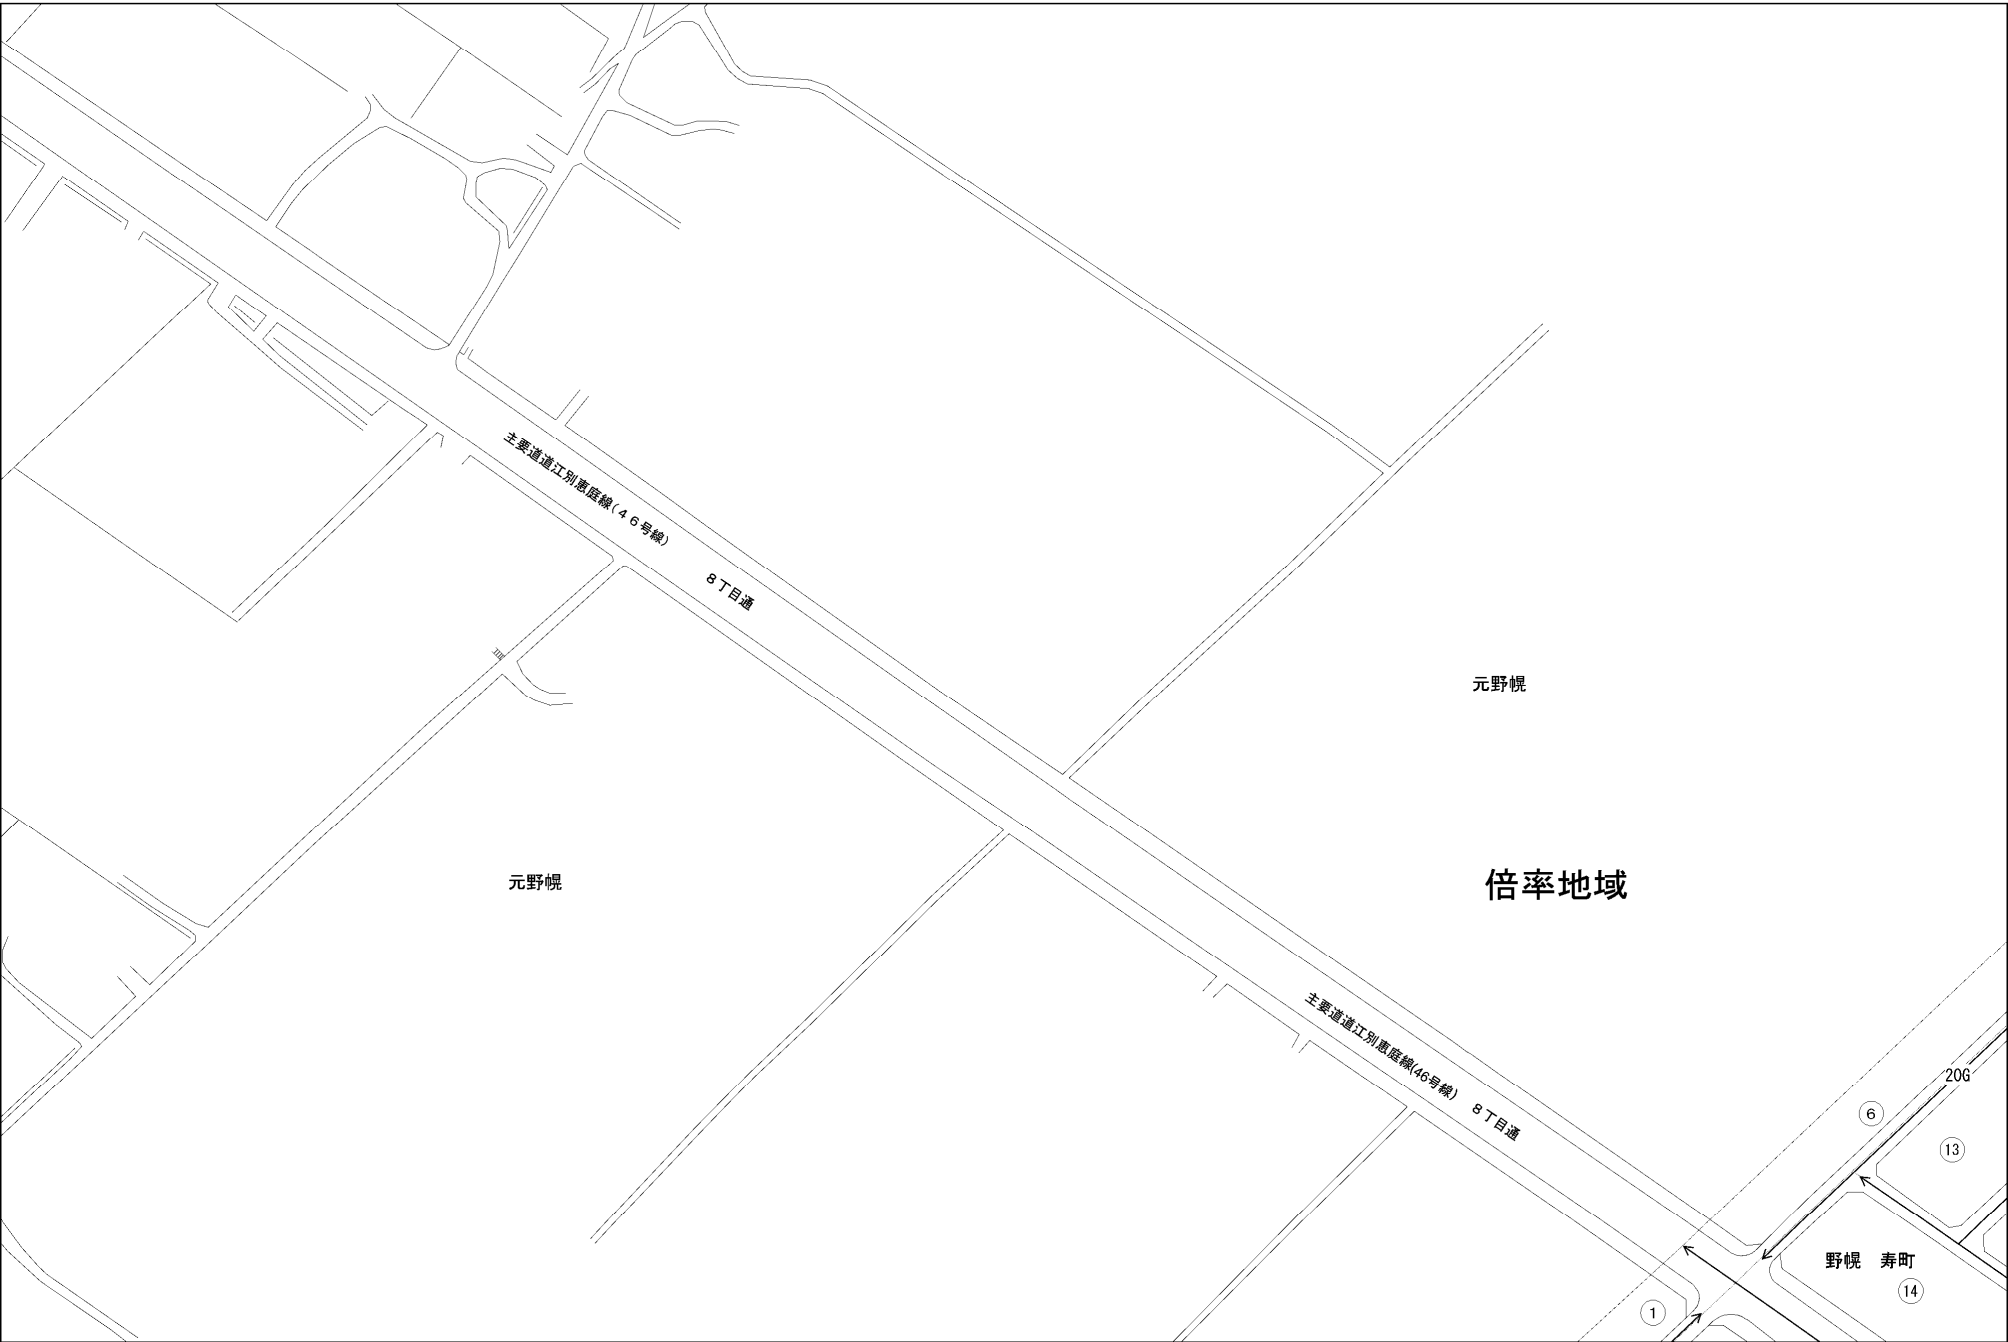 主要道道江別恵庭線(４６号線)
８丁目通
元野幌
元野幌
倍率地域
主要道道江別恵庭線(46号線)　８丁目通
20G
6
13
野幌　寿町
14
1